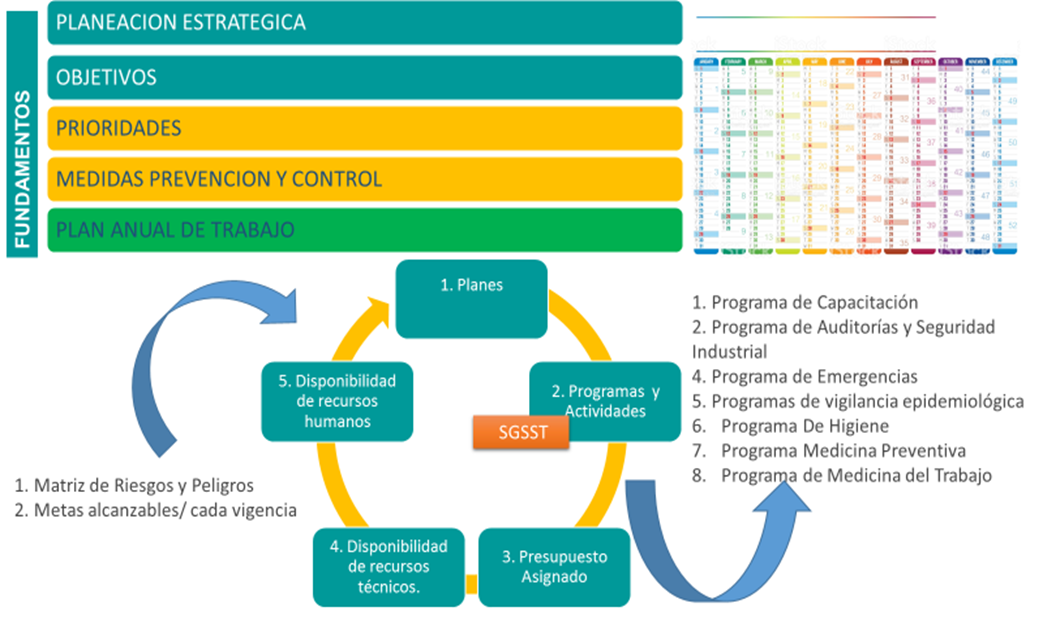 FUNDAMENTOS
PLANEACION ESTRATEGICA
OBJETIVOS
PRIORIDADES
MEDIDAS PREVENCION Y CONTROL
PLAN ANUAL DE TRABAJO
1. Planes
2. Programas y
Actividades
SGSST
3. Presupuesto
Asignado
4. Disponibilidad
de recursos
técnicos.
5. Disponibilidad
de recursos
humanos
1. Matriz de Riesgos y Peligros
2. Metas alcanzables/ cada vigencia
1. Programa de Capacitación
2. Programa de Auditorías y Seguridad
Industrial
4. Programa de Emergencias
5. Programas de vigilancia epidemiológica
6. Programa De Higiene
7. Programa Medicina Preventiva
8. Programa de Medicina del Trabajo